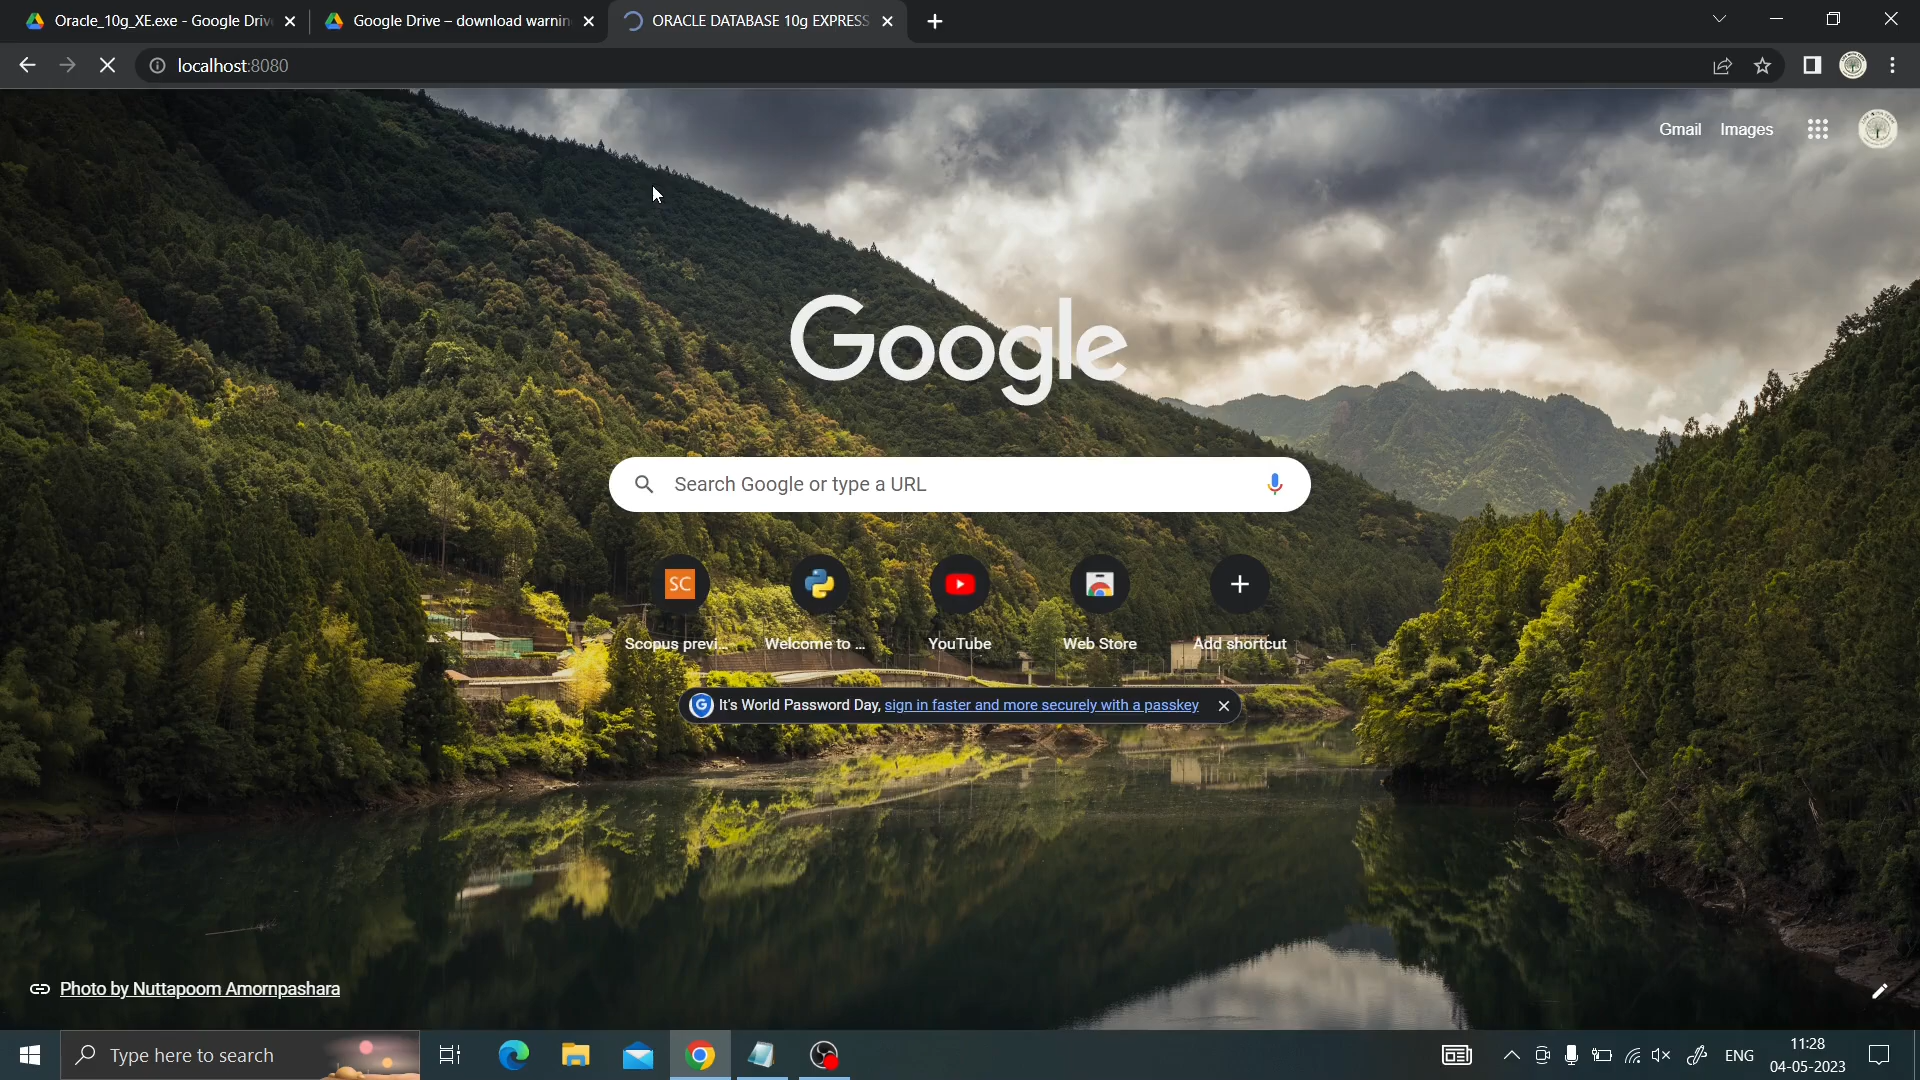 Oracle_10g_XE.exe - Google Driv
Google Drive – download warnin
ORACLE DATABASE 10g EXPRESS
localhost:8080
Gmail
Images
Google
Search Google or type a URL
SC
Scopus previ...
Welcome to ...
YouTube
Web Store
Add shortcut
It's World Password Day, sign in faster and more securely with a passkey
Photo by Nuttapoom Amornpashara
Type here to search
ENG
11:28
04-05-2023